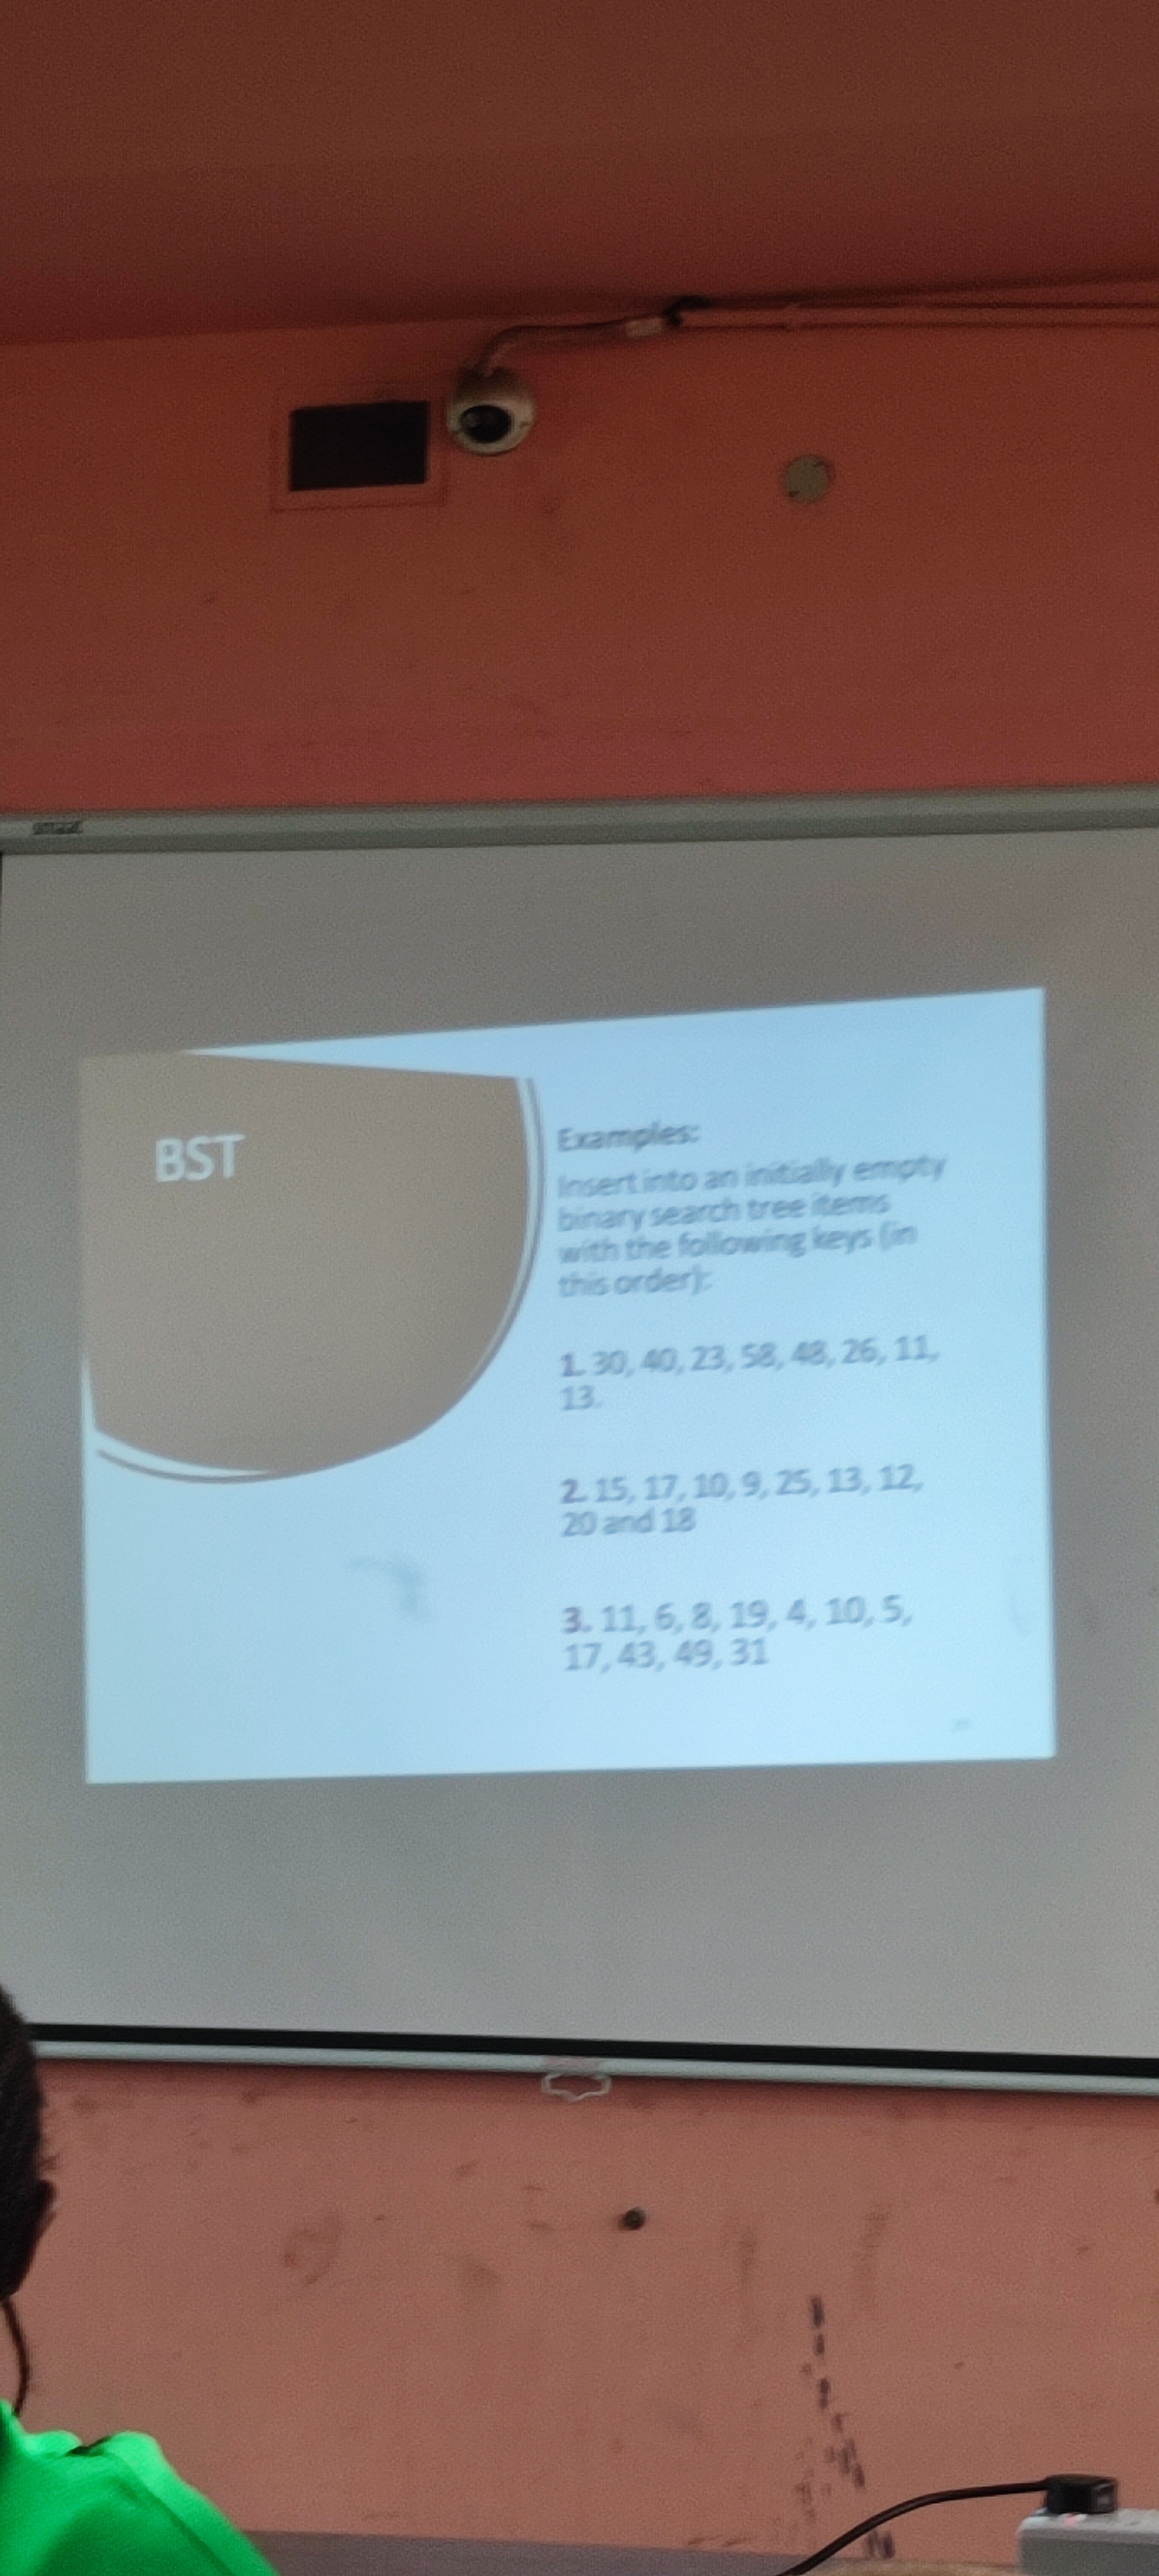 BST
Examples:
Insert into an initially empty
binary search tree items
with the following keys (in
this order):
1. 30, 40, 23, 58, 48, 26, 11,
13.
2. 15, 17, 10, 9, 25, 13, 12,
20 and 18
3. 11, 6, 8, 19, 4, 10, 5,
17, 43, 49, 31